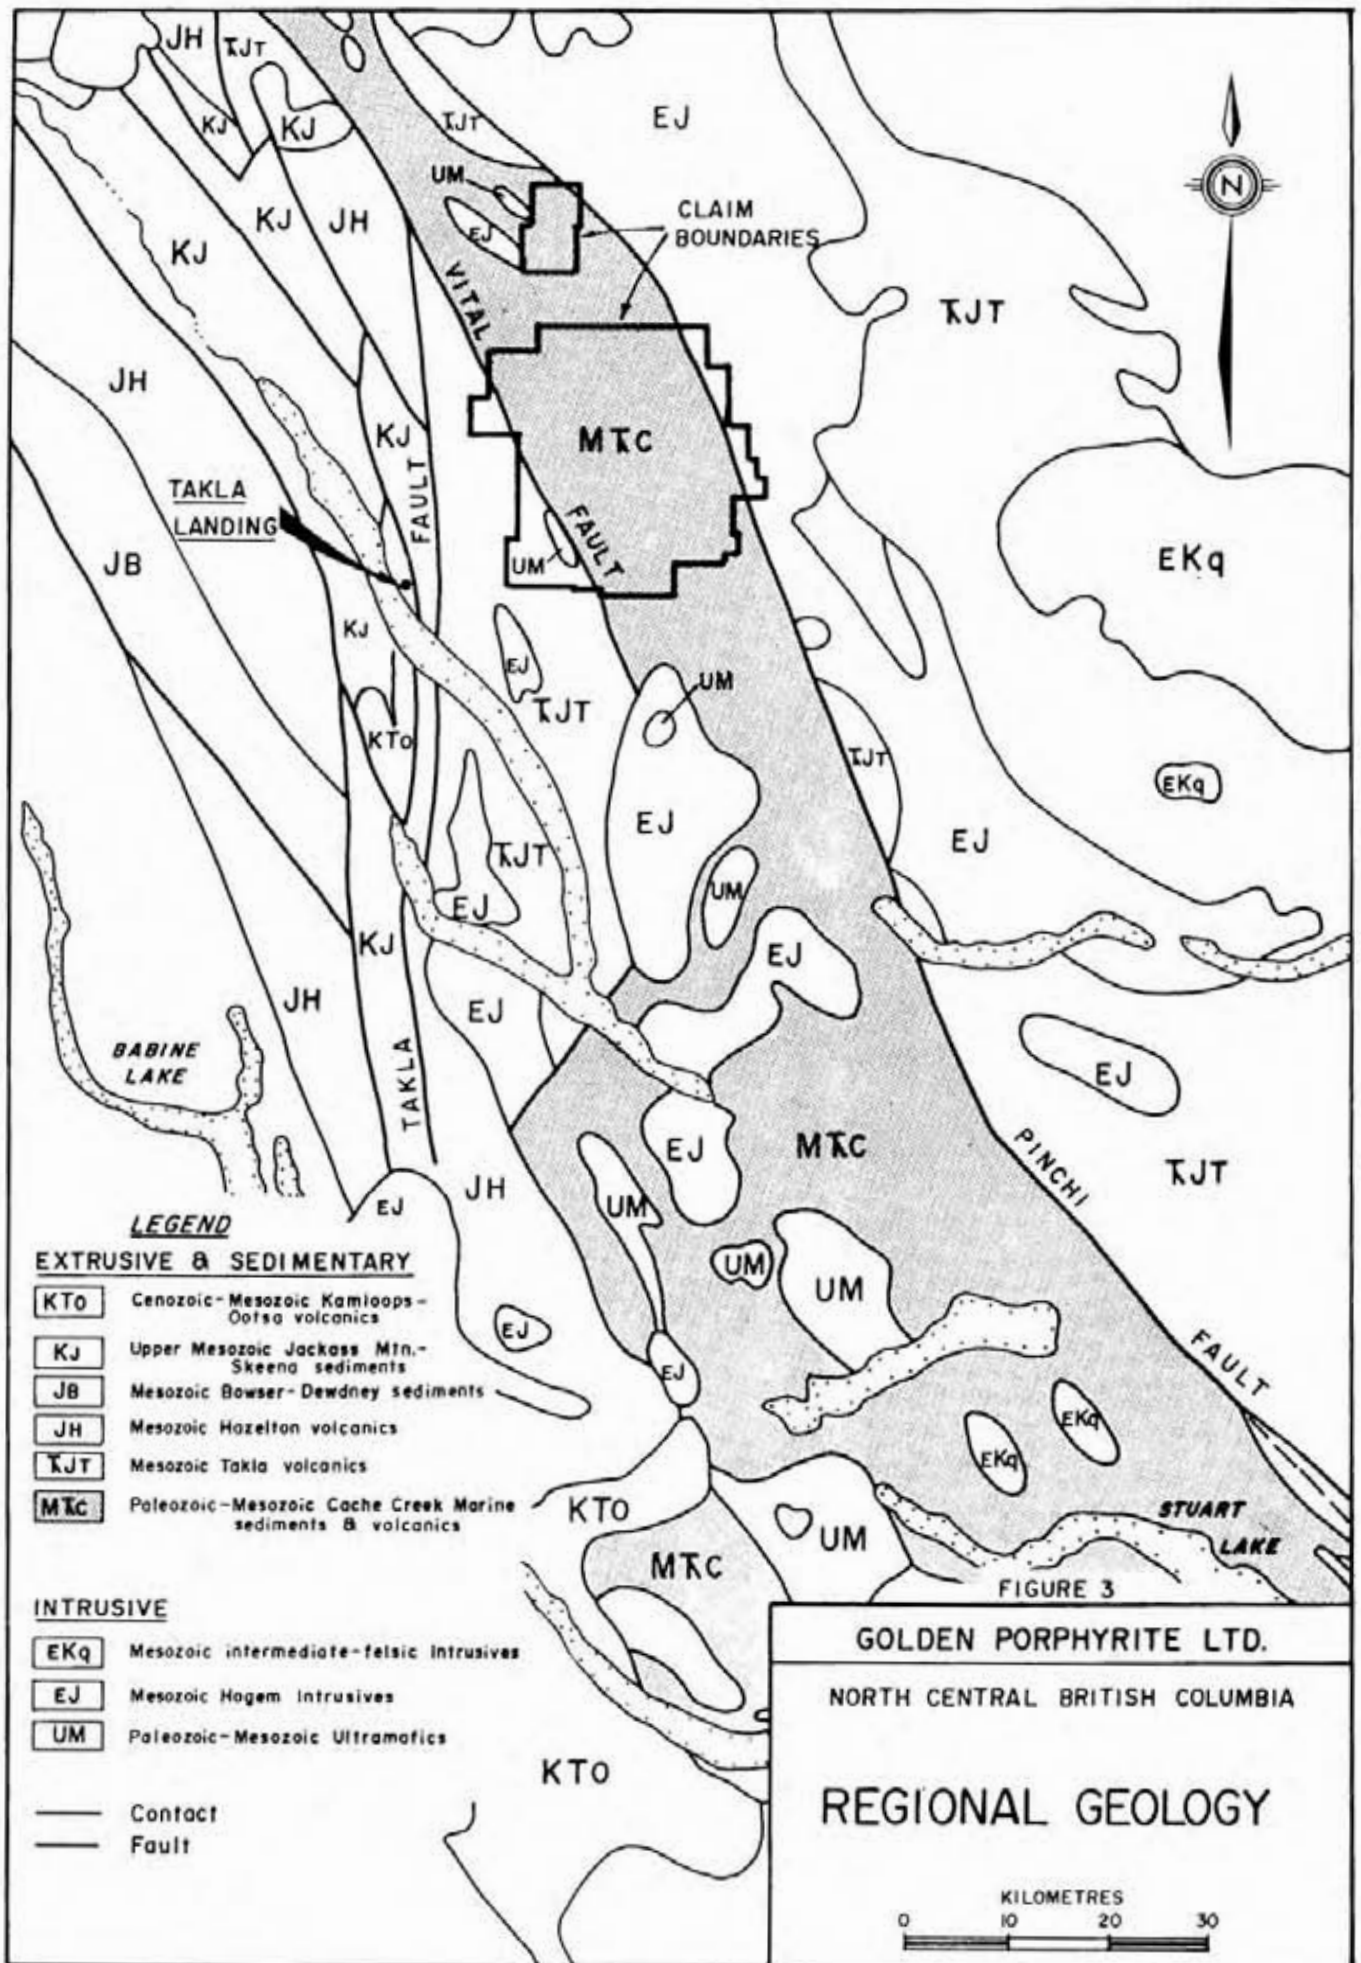 JH
TJT
KJ
KJ
TJT
EJ
UM
EJ
CLAIM
BOUNDARIES
N
KJ
KJ
JH
VITAL
TJT
JH
KJ
FAULT
MTC
TAKLA
LANDING
FAULT
UM
JB
EKq
KJ
EJ
TJT
UM
KTO
TJT
EKq
EJ
EJ
TJT
EJ
UM
KJ
EJ
JH
EJ
TAKLA
BABINE
LAKE
EJ
EJ
MTC
PINCHI
FAULT
TJT
JH
EJ
UM
UM
UM
EJ
EJ
EKq
EKq
KTO
UM
STUART
LAKE
MTC
KTO
LEGEND
EXTRUSIVE & SEDIMENTARY
KTO Cenozoic-Mesozoic Kamloops-
Ootsa volcanics
KJ Upper Mesozoic Jackass Mtn.-
Skeena sediments
JB Mesozoic Bowser-Dewdney sediments
JH Mesozoic Hazelton volcanics
TJT Mesozoic Takla volcanics
MTC Paleozoic-Mesozoic Cache Creek Marine
sediments & volcanics
INTRUSIVE
EKq Mesozoic intermediate-felsic Intrusives
EJ Mesozoic Hogem Intrusives
UM Paleozoic-Mesozoic Ultramafics
Contact
Fault
FIGURE 3
GOLDEN PORPHYRITE LTD.
NORTH CENTRAL BRITISH COLUMBIA
REGIONAL GEOLOGY
KILOMETRES
0 10 20 30